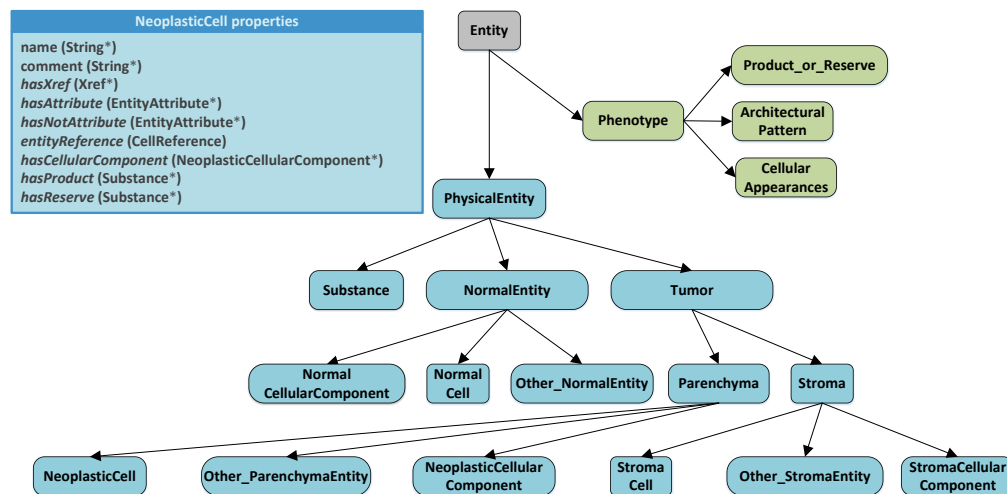 NeoplasticCell properties
name (String*)
comment (String*)
hasXref (Xref*)
hasAttribute (EntityAttribute*)
hasNotAttribute (EntityAttribute*)
entityReference (CellReference)
hasCellularComponent (NeoplasticCellularComponent*)
hasProduct (Substance*)
hasReserve (Substance*)
Entity
Product_or_Reserve
Phenotype
Architectural
Pattern
Cellular
Appearances
PhysicalEntity
Substance
NormalEntity
Tumor
Normal
CellularComponent
Normal
Cell
Other_NormalEntity
Parenchyma
Stroma
NeoplasticCell
Other_ParenchymaEntity
NeoplasticCellular
Component
Stroma
Cell
Other_StromaEntity
StromaCellular
Component